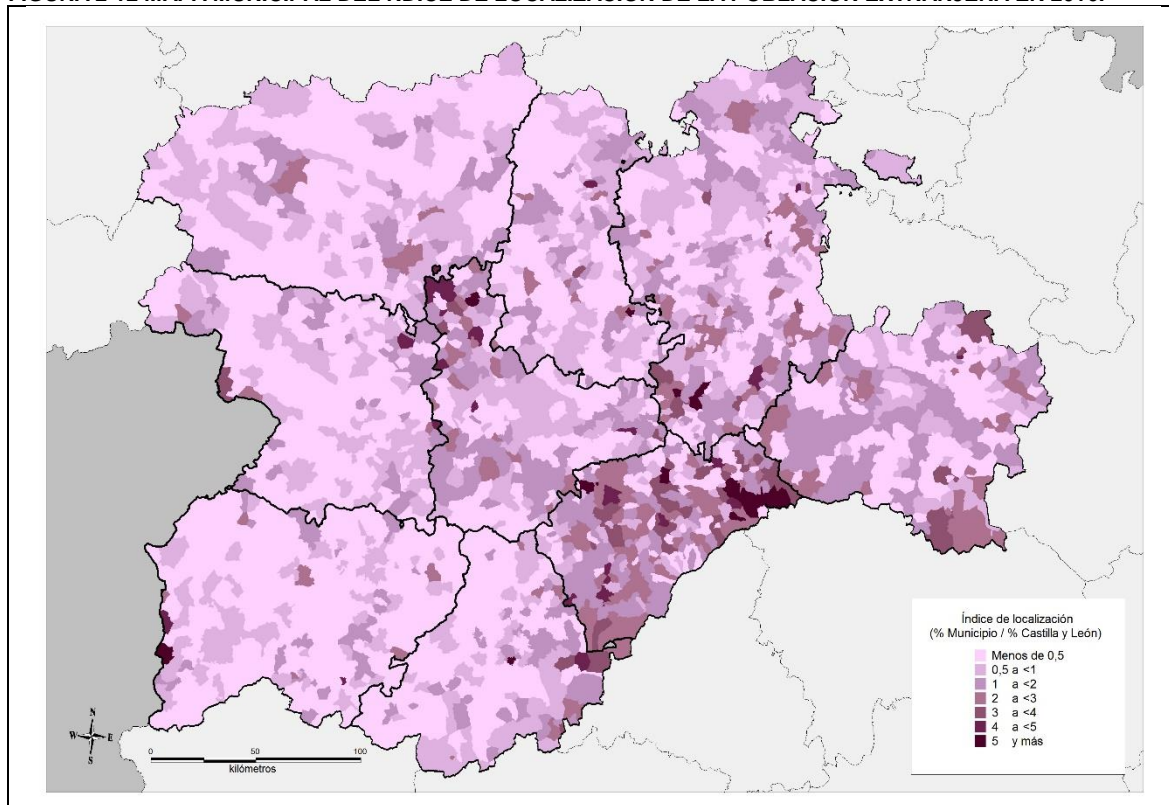 Índice de localización
(% Municipio / % Castilla y León)
Menos de 0,5
0,5 a <1
1 a <2
2 a <3
3 a <4
4 a <5
5 y más
N
W E
S
0 50 100
kilómetros